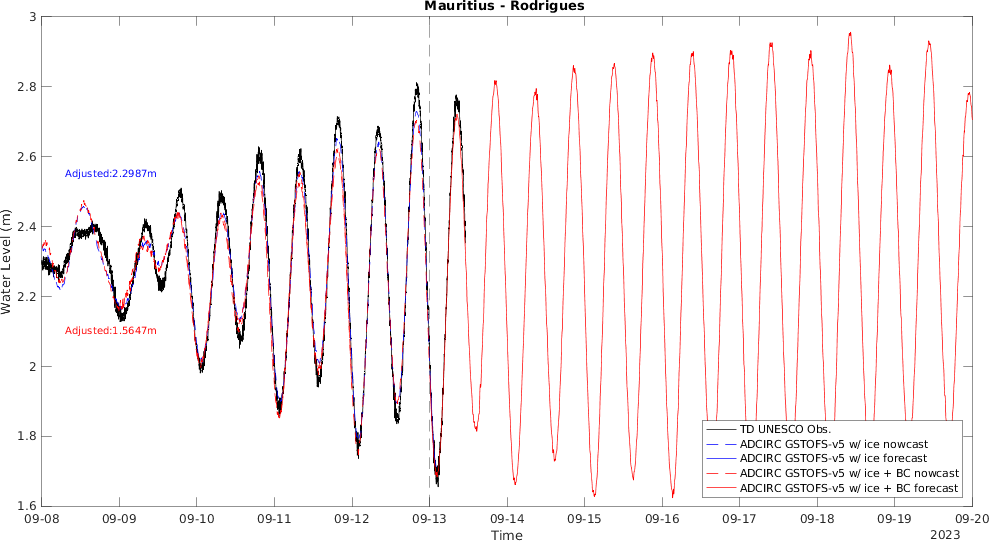 Mauritius - Rodrigues
3
2.8
2.6
2.4
2.2
2
1.8
1.6
Water Level (m)
Adjusted:2.2987m
Adjusted:1.5647m
TD UNESCO Obs.
ADCIRC GSTOFS-v5 w/ ice nowcast
ADCIRC GSTOFS-v5 w/ ice forecast
ADCIRC GSTOFS-v5 w/ ice + BC nowcast
ADCIRC GSTOFS-v5 w/ ice + BC forecast
09-08 09-09 09-10 09-11 09-12 09-13 09-14 09-15 09-16 09-17 09-18 09-19 09-20
Time
2023